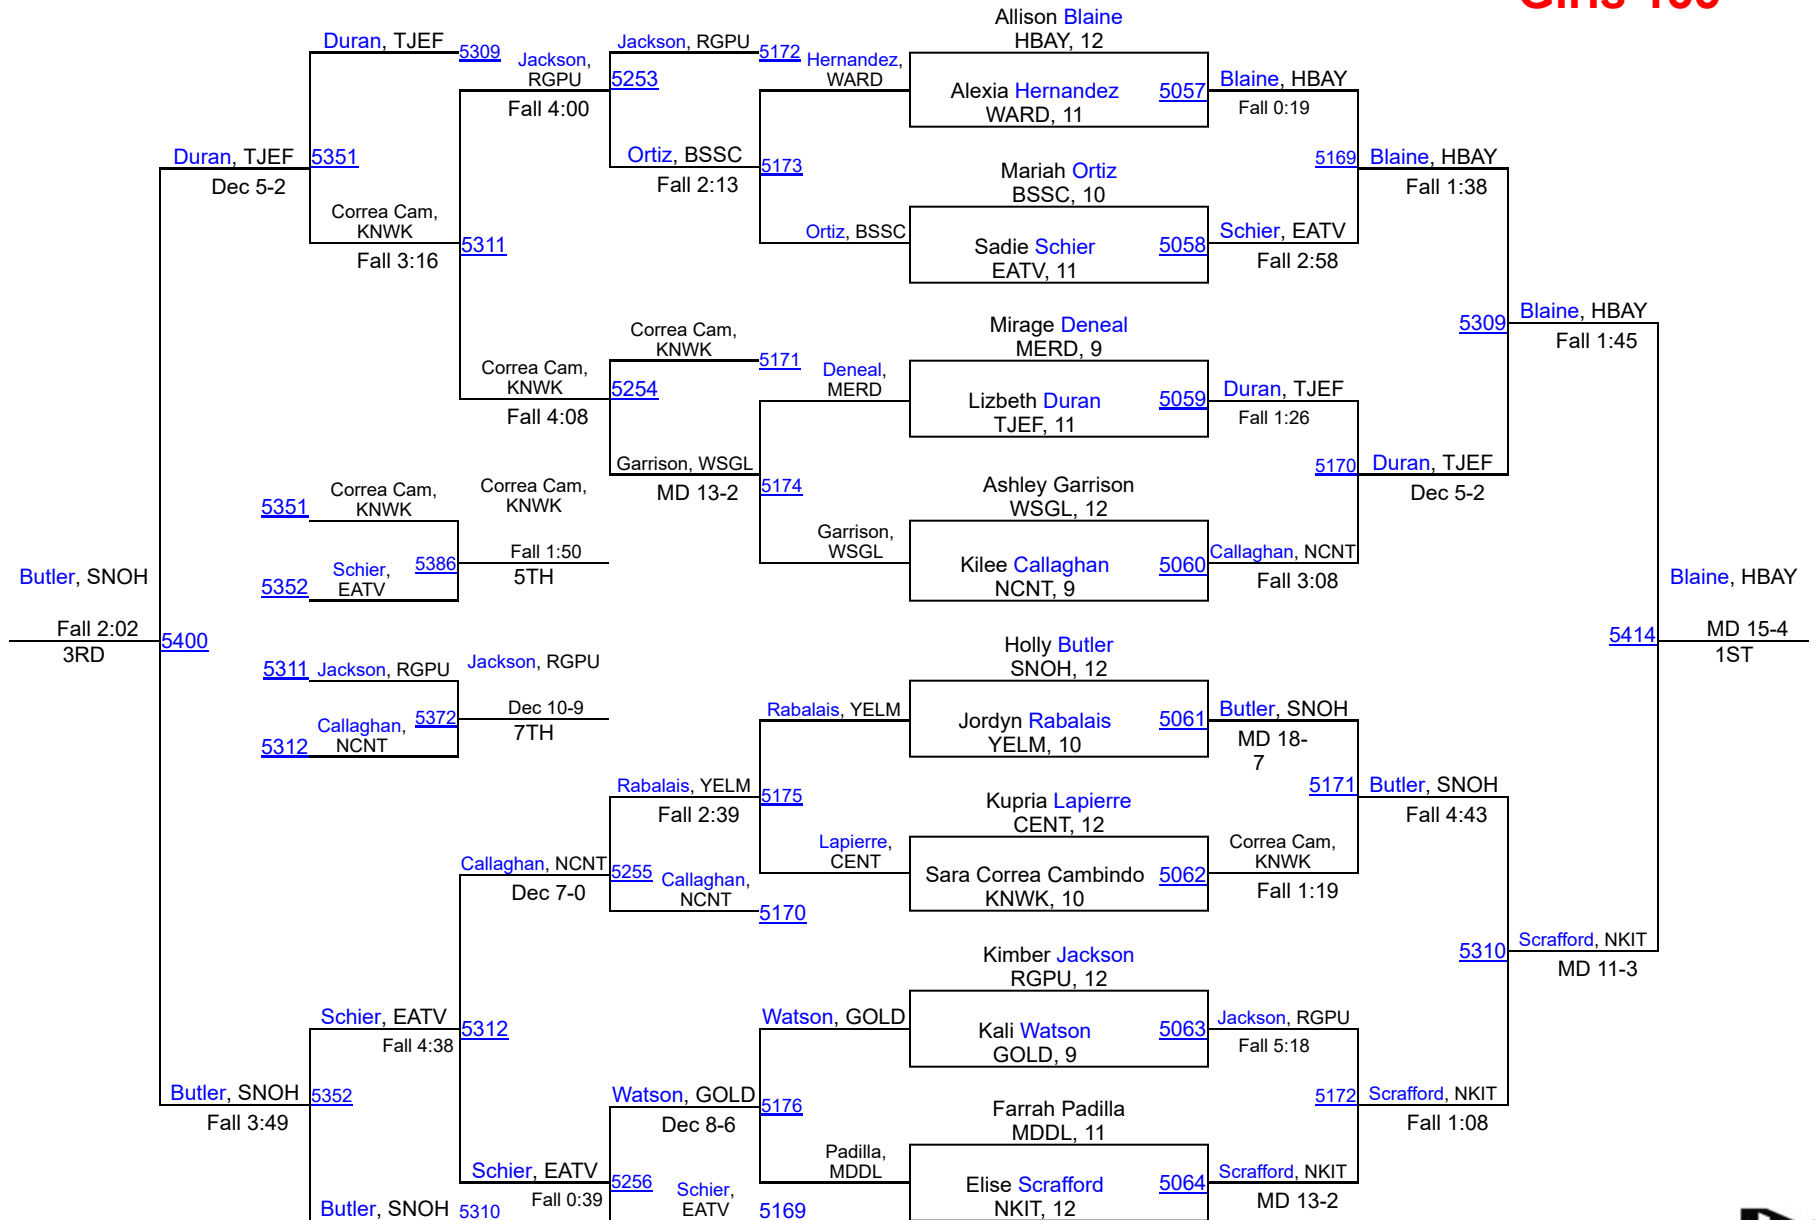 Girls 100
Allison Blaine
HBAY, 12
Duran, TJEF
5309
Jackson,
RGPU
Fall 4:00
Jackson, RGPU
5172
5253
Hernandez,
WARD
Alexia Hernandez
WARD, 11
5057
Blaine, HBAY
Fall 0:19
Duran, TJEF
5351
Dec 5-2
Ortiz, BSSC
5173
Fall 2:13
Mariah Ortiz
BSSC, 10
5169
Blaine, HBAY
Fall 1:38
Correa Cam,
KNWK
5311
Fall 3:16
Ortiz, BSSC
Sadie Schier
EATV, 11
5058
Schier, EATV
Fall 2:58
Correa Cam,
KNWK
5171
Mirage Deneal
MERD, 9
5309
Blaine, HBAY
Fall 1:45
Correa Cam,
KNWK
5254
Fall 4:08
Deneal,
MERD
Lizbeth Duran
TJEF, 11
5059
Duran, TJEF
Fall 1:26
Garrison, WSGL
5174
MD 13-2
Ashley Garrison
WSGL, 12
5170
Duran, TJEF
Dec 5-2
5351
Correa Cam,
KNWK
Correa Cam,
KNWK
Garrison,
WSGL
Kilee Callaghan
NCNT, 9
5060
Callaghan, NCNT
Fall 3:08
5352
Schier,
EATV
5386
Fall 1:50
5TH
Butler, SNOH
Fall 2:02
3RD
5400
Blaine, HBAY
5414
MD 15-4
1ST
5311
Jackson, RGPU
Jackson, RGPU
5312
Callaghan,
NCNT
5372
Dec 10-9
7TH
Holly Butler
SNOH, 12
Rabalais, YELM
Jordyn Rabalais
YELM, 10
5061
Butler, SNOH
MD 18-
7
Rabalais, YELM
5175
Fall 2:39
Kupria Lapierre
CENT, 12
5171
Butler, SNOH
Fall 4:43
Callaghan, NCNT
5255
Dec 7-0
Callaghan,
NCNT
5170
Lapierre,
CENT
Sara Correa Cambindo
KNWK, 10
5062
Correa Cam,
KNWK
Fall 1:19
Kimber Jackson
RGPU, 12
5310
Scrafford, NKIT
MD 11-3
Schier, EATV
5312
Fall 4:38
Watson, GOLD
Kali Watson
GOLD, 9
5063
Jackson, RGPU
Fall 5:18
Butler, SNOH
5352
Fall 3:49
Watson, GOLD
5176
Dec 8-6
Farrah Padilla
MDDL, 11
5172
Scrafford, NKIT
Fall 1:08
Schier, EATV
5256
Fall 0:39
Padilla,
MDDL
Elise Scrafford
NKIT, 12
5064
Scrafford, NKIT
MD 13-2
Butler, SNOH
5310
Schier,
EATV
5169